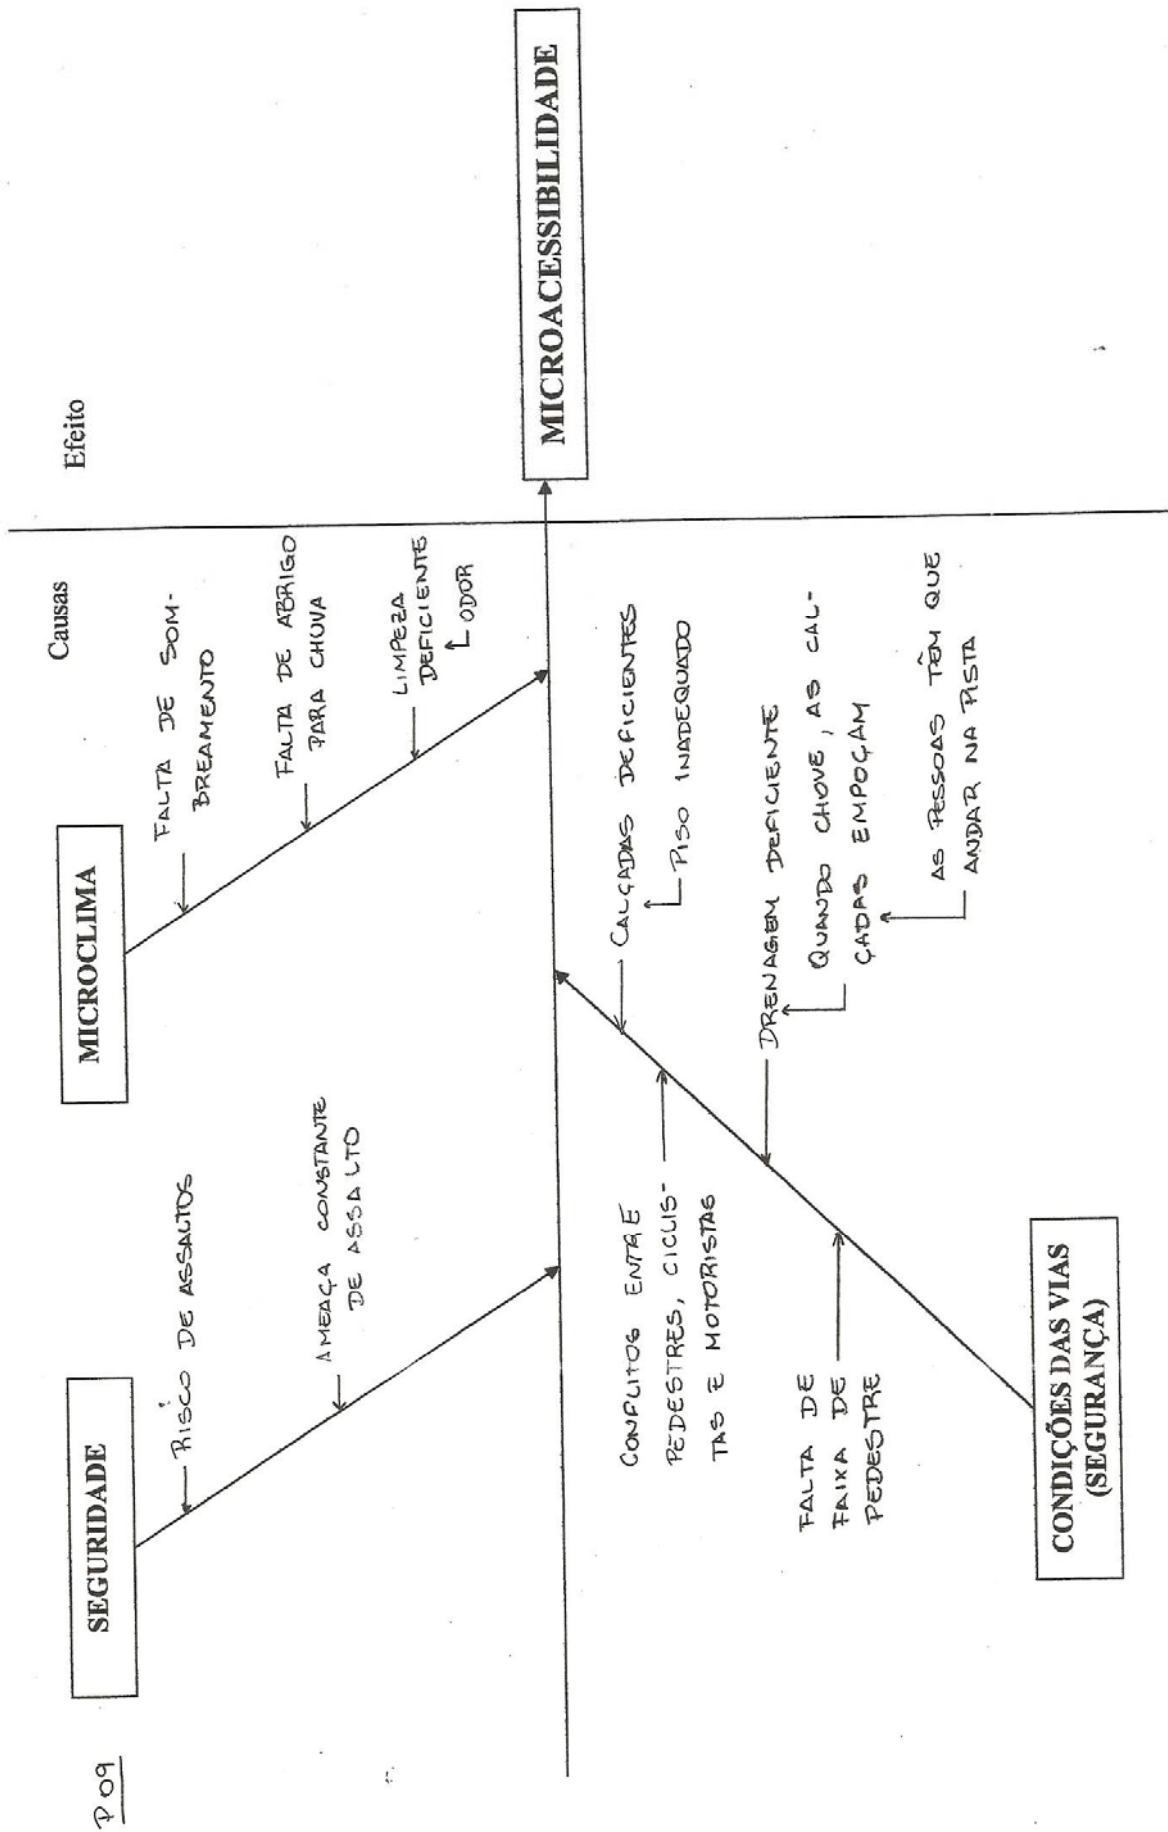 P09
Causas
Efeito
SEGURIDADE
RISCO DE ASSALTOS
AMEAÇA CONSTANTE
DE ASSALTO
MICROCLIMA
FALTA DE SOM-
BREAMENTO
FALTA DE ABRIGO
PARA CHUVA
LIMPEZA
DEFICIENTE
ODOR
MICROACESSIBILIDADE
CONFLITOS ENTRE
PEDESTRES, CICLIS-
TAS E MOTORISTAS
FALTA DE
FAIXA DE
PEDESTRE
CALÇADAS DEFICIENTES
PISO INADEQUADO
DRENAGEM DEFICIENTE
QUANDO CHOVE, AS CAL-
ÇADAS EMPOÇAM
AS PESSOAS TÊM QUE
ANDAR NA PISTA
CONDIÇÕES DAS VIAS
(SEGURANÇA)